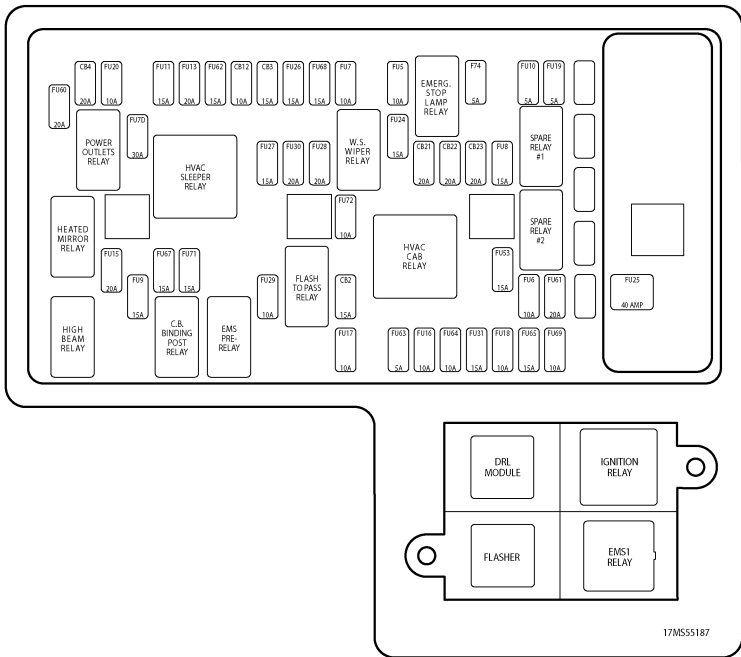 CB4
20A
FU20
10A
FU11
15A
FU13
20A
FU62
15A
CB12
10A
CB3
15A
FU26
15A
FU68
15A
FU7
10A
FU5
10A
EMERG.
STOP
LAMP
RELAY
F74
5A
FU10
5A
FU19
5A
FU60
20A
POWER
OUTLETS
RELAY
FU7D
30A
HVAC
SLEEPER
RELAY
FU27
15A
FU30
20A
FU28
20A
W.S.
WIPER
RELAY
FU24
15A
CB21
20A
CB22
20A
CB23
20A
FU8
15A
SPARE
RELAY
#1
HEATED
MIRROR
RELAY
FU72
10A
HVAC
CAB
RELAY
SPARE
RELAY
#2
FU15
20A
FU9
15A
FU67
15A
FU71
15A
FU29
10A
FLASH
TO PASS
RELAY
CB2
15A
FU53
15A
FU6
10A
FU61
20A
FU25
40 AMP
HIGH
BEAM
RELAY
C.B.
BINDING
POST
RELAY
EMS
PRE-
RELAY
FU17
10A
FU63
5A
FU16
10A
FU64
10A
FU31
15A
FU18
10A
FU65
15A
FU69
10A
DRL
MODULE
IGNITION
RELAY
FLASHER
EMS1
RELAY
17MS55187